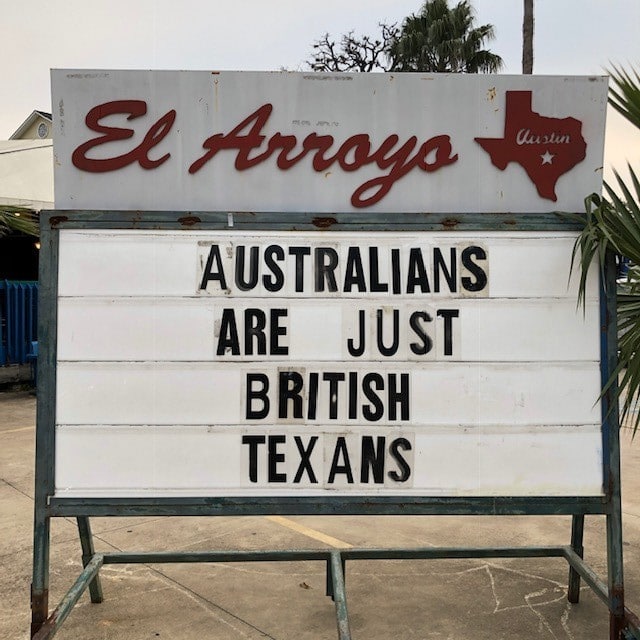 El Arroyo
Austin
AUSTRALIANS
ARE JUST
BRITISH
TEXANS